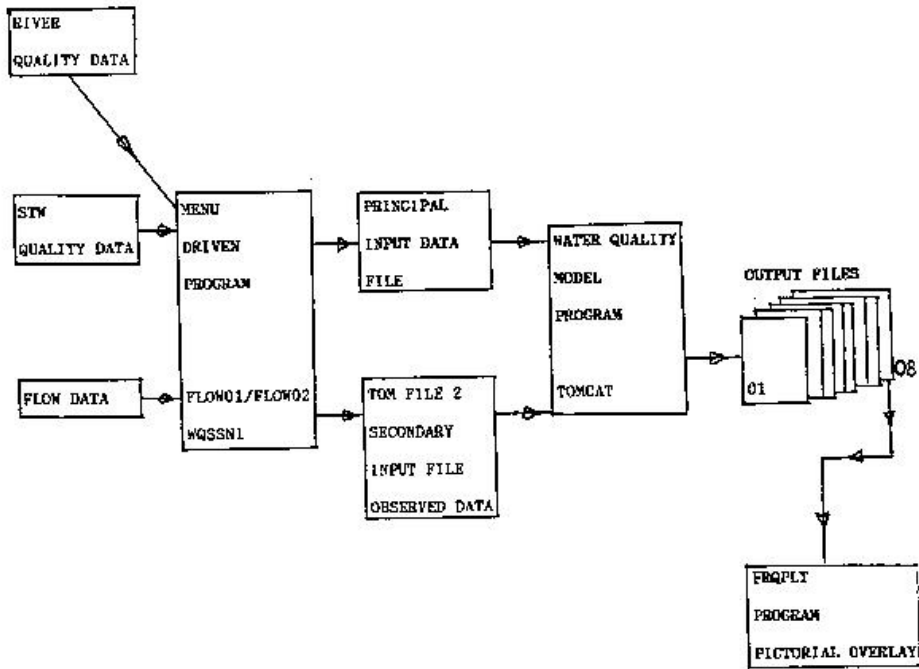 RIVER
QUALITY DATA
STW
QUALITY DATA
FLOW DATA
MENU
DRIVEN
PROGRAM
FLOW01/FLOW02
WQSSN1
PRINCIPAL
INPUT DATA
FILE
TOM FILE 2
SECONDARY
INPUT FILE
OBSERVED DATA
WATER QUALITY
MODEL
PROGRAM
TOMCAT
OUTPUT FILES
01
08
FRQPLT
PROGRAM
PICTORIAL OVERLAY